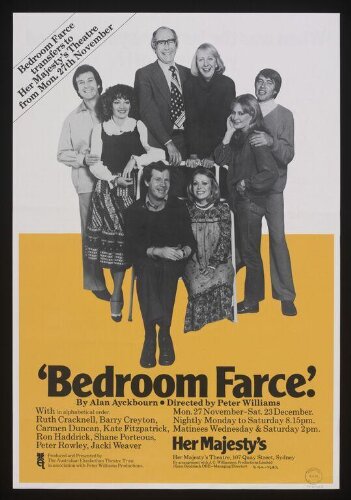 Bedroom Farce
transfers to
Her Majesty's Theatre
from Mon. 27th November
'Bedroom Farce'.
By Alan Ayckbourn • Directed by Peter Williams
With in alphabetical order.
Ruth Cracknell, Barry Creyton,
Carmen Duncan, Kate Fitzpatrick,
Ron Haddrick, Shane Porteous,
Peter Rowley, Jacki Weaver
Produced and Presented by
The Australian Elizabethan Theatre Trust
in association with Peter Williams Productions.
Mon. 27 November-Sat. 23 December.
Nightly Monday to Saturday 8.15pm.
Matinees Wednesday & Saturday 2pm.
Her Majesty's
Her Majesty's Theatre, 107 Quay Street, Sydney